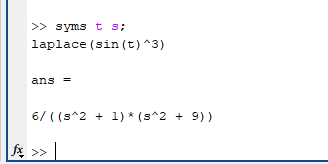 >> syms t s;
laplace(sin(t)^3)
ans =
6/((s^2 + 1)*(s^2 + 9))
fx >>